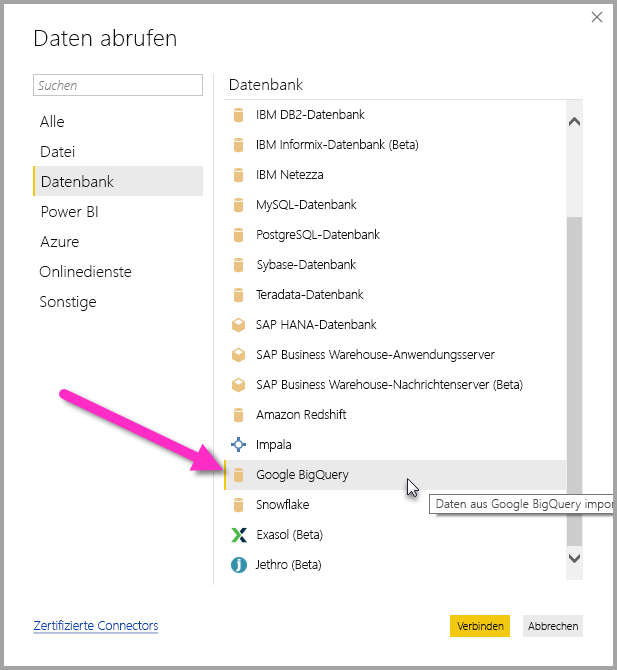 Daten abrufen
Suchen
Alle
Datei
Datenbank
Power BI
Azure
Onlinedienste
Sonstige
Datenbank
IBM DB2-Datenbank
IBM Informix-Datenbank (Beta)
IBM Netezza
MySQL-Datenbank
PostgreSQL-Datenbank
Sybase-Datenbank
Teradata-Datenbank
SAP HANA-Datenbank
SAP Business Warehouse-Anwendungsserver
SAP Business Warehouse-Nachrichtenserver (Beta)
Amazon Redshift
Impala
Google BigQuery
Daten aus Google BigQuery impor
Snowflake
Exasol (Beta)
Jethro (Beta)
Zertifizierte Connectors
Verbinden
Abbrechen